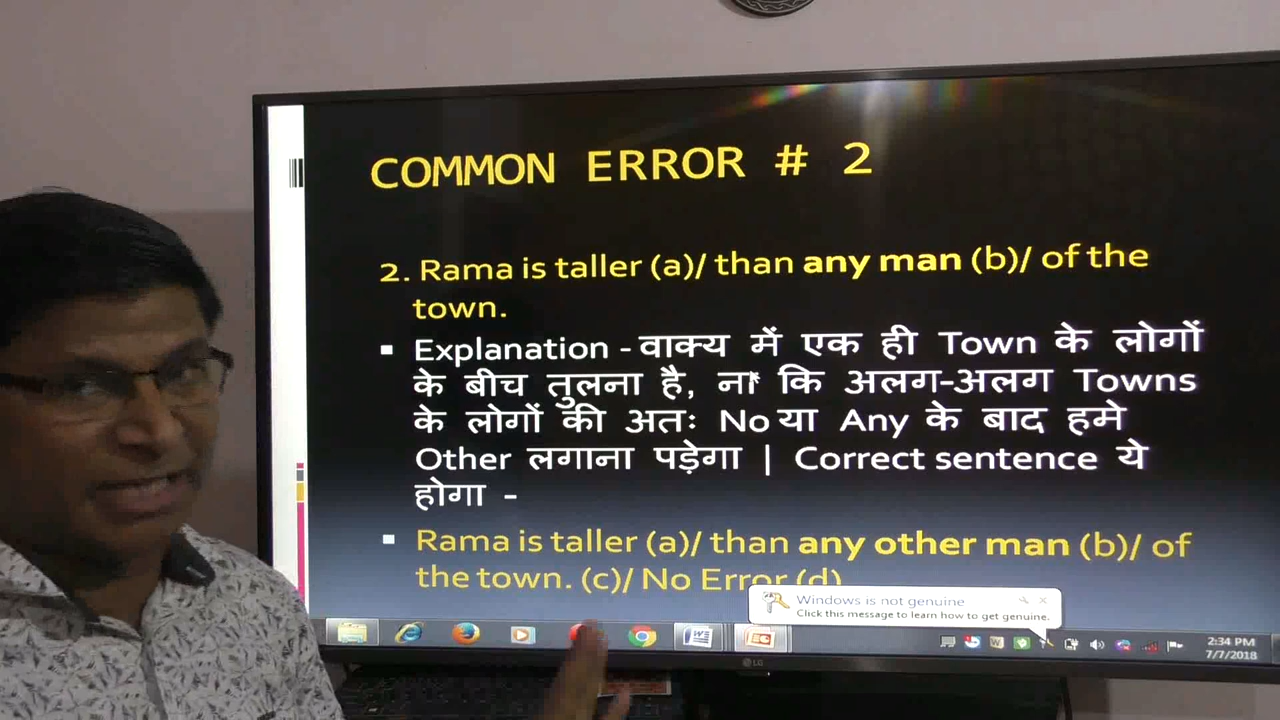 COMMON ERROR # 2
2. Rama is taller (a)/ than any man (b)/ of the
town.
▪ Explanation - वाक्य में एक ही Town के लोगों
के बीच तुलना है, ना कि अलग-अलग Towns
के लोगों की अतः No या Any के बाद हमे
Other लगाना पड़ेगा | Correct sentence ये
होगा -
▪ Rama is taller (a)/ than any other man (b)/ of
the town. (c)/ No Error (d)
Windows is not genuine
Click this message to learn how to get genuine.
2:34 PM
7/7/2018
LG